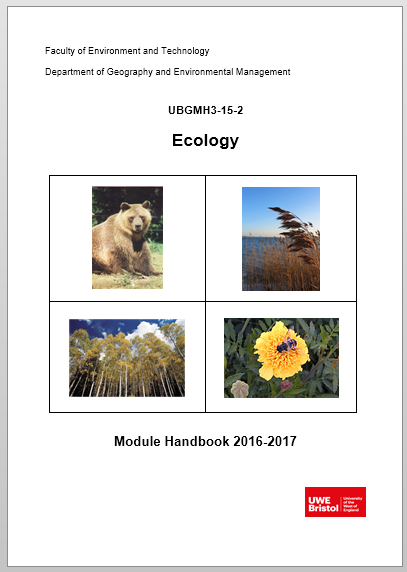 Faculty of Environment and Technology
Department of Geography and Environmental Management
UBGMH3-15-2
Ecology
Module Handbook 2016-2017
UWE
Bristol
University
of the
West of
England